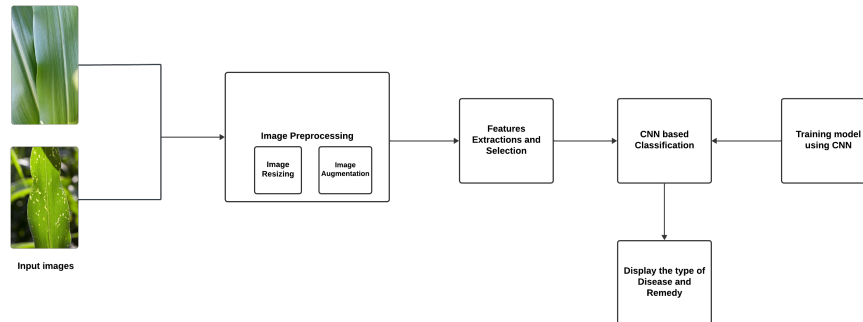 Input images
Image Preprocessing
Image
Resizing
Image
Augmentation
Features
Extractions and
Selection
CNN based
Classification
Training model
using CNN
Display the type of
Disease and
Remedy